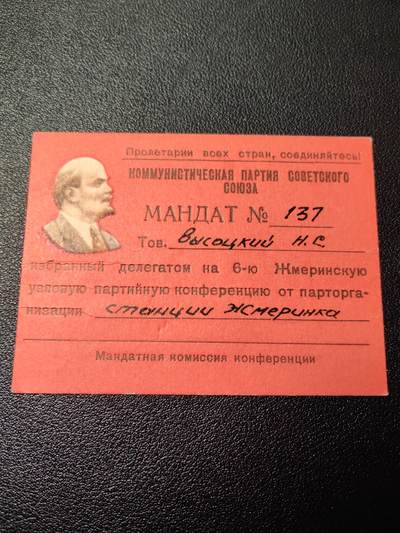 Пролетарии всех стран, соединяйтесь!
КОММУНИСТИЧЕСКАЯ ПАРТИЯ СОВЕТСКОГО
СОЮЗА
МАНДАТ № 137
Тов. Высоцкий Н.С.
избранный делегатом на 6-ю Жмеринскую
узловую партийную конференцию от парторга-
низации станции Жмеринка
Мандатная комиссия конференции